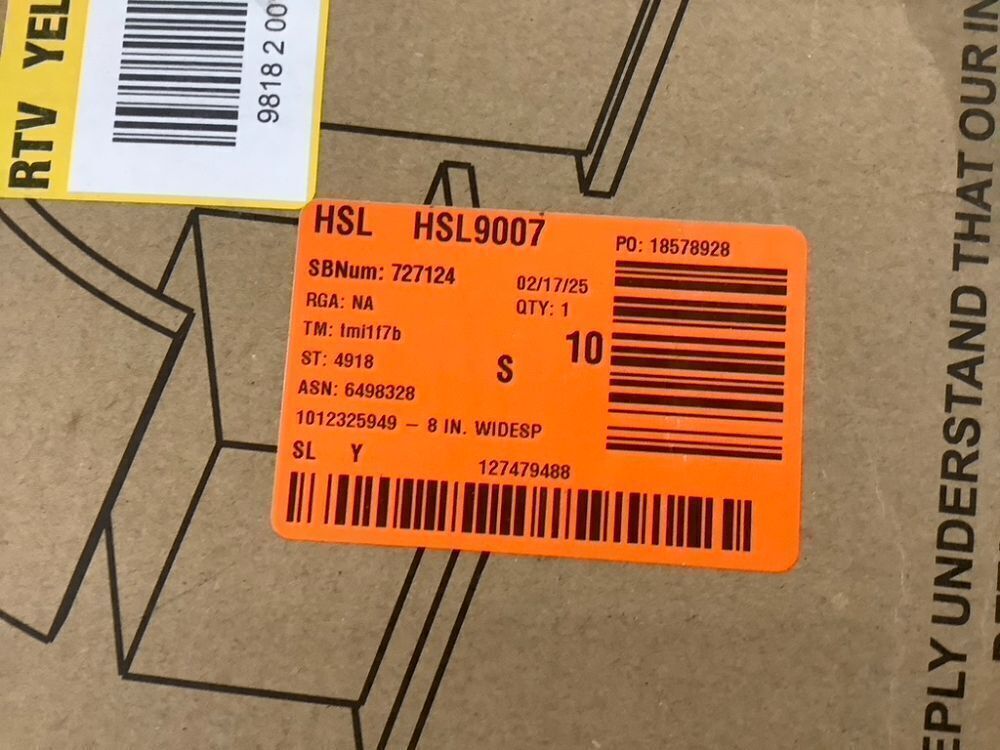 RTV YEL
9818 2 00
HSL HSL9007
PO: 18578928
SBNum: 727124
02/17/25
RGA: NA
QTY: 1
TM: tmi1f7b
10
ST: 4918
S
ASN: 6498328
1012325949 – 8 IN. WIDESP
SL Y
127479488
EPLY UNDERSTAND THAT OUR IN